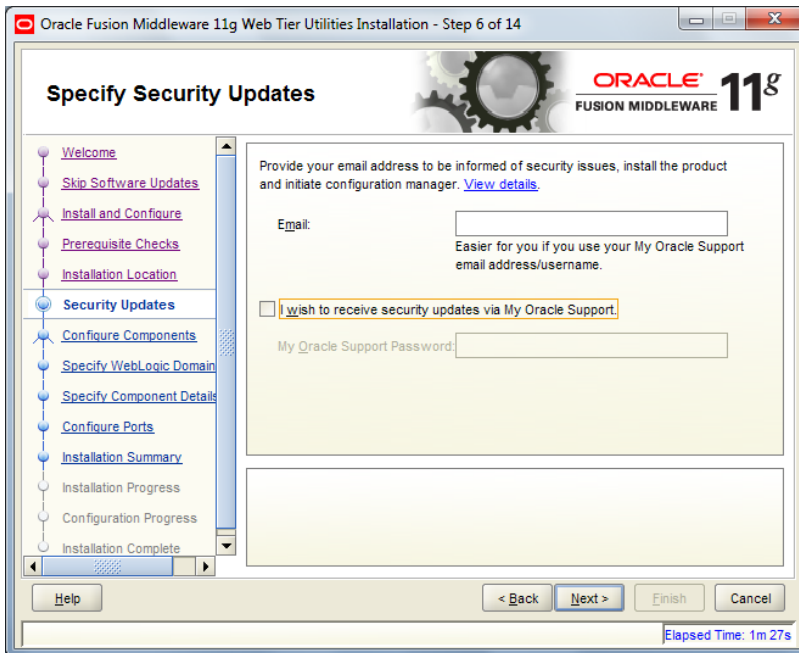 Oracle Fusion Middleware 11g Web Tier Utilities Installation - Step 6 of 14
Specify Security Updates
ORACLE
FUSION MIDDLEWARE 11g
Welcome
Skip Software Updates
Install and Configure
Prerequisite Checks
Installation Location
Security Updates
Configure Components
Specify WebLogic Domain
Specify Component Details
Configure Ports
Installation Summary
Installation Progress
Configuration Progress
Installation Complete
Provide your email address to be informed of security issues, install the product
and initiate configuration manager. View details.
Email:
Easier for you if you use your My Oracle Support
email address/username.
I wish to receive security updates via My Oracle Support.
My Oracle Support Password:
Help
< Back
Next >
Finish
Cancel
Elapsed Time: 1m 27s